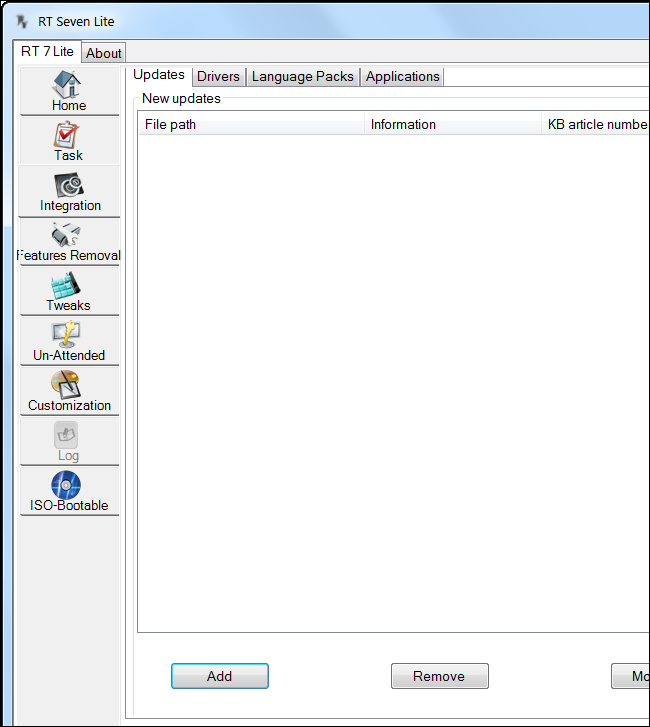 RT Seven Lite
RT 7 Lite About
Updates Drivers Language Packs Applications
New updates
File path Information KB article numbe
Home
Task
Integration
Features Removal
Tweaks
Un-Attended
Customization
Log
ISO-Bootable
Add Remove Mo